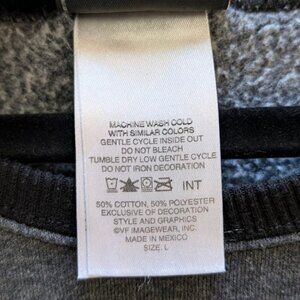 MACHINE WASH COLD
WITH SIMILAR COLORS
GENTLE CYCLE INSIDE OUT
DO NOT BLEACH
TUMBLE DRY LOW GENTLE CYCLE
DO NOT IRON DECORATION
INT
50% COTTON, 50% POLYESTER
EXCLUSIVE OF DECORATION
STYLE AND GRAPHICS
©VF IMAGEWEAR, INC.
MADE IN MEXICO
SIZE: L